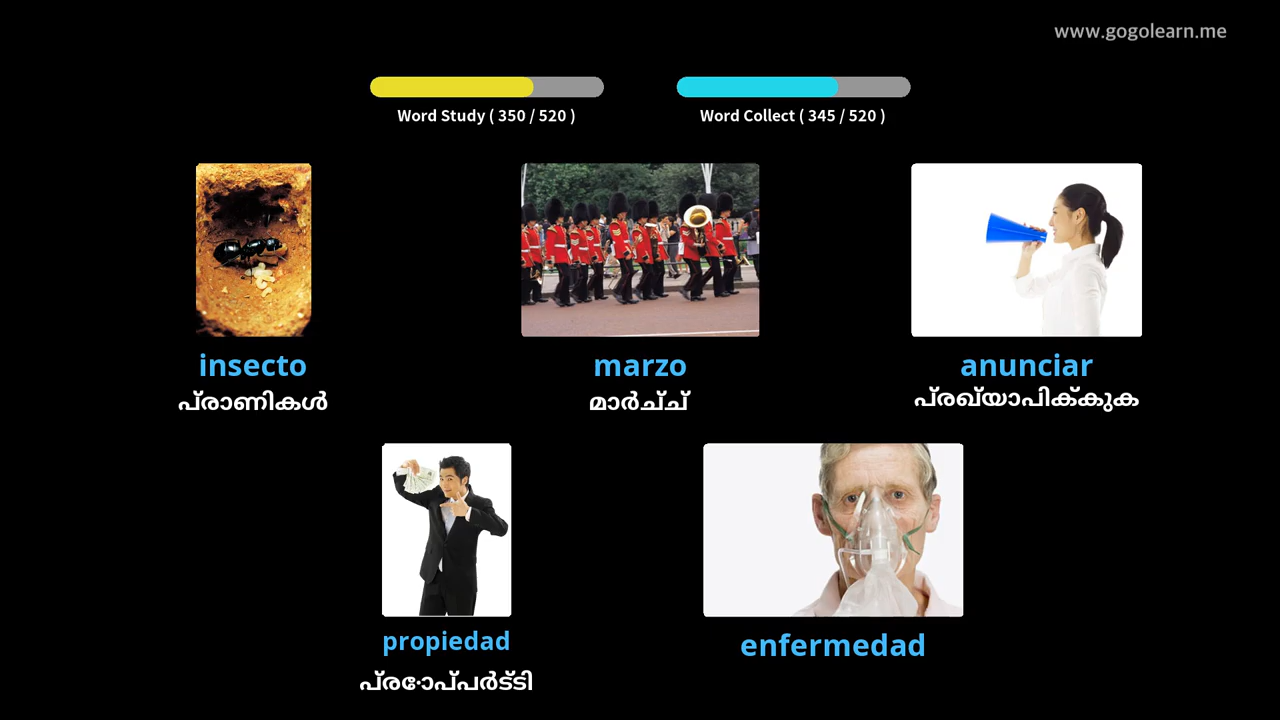 www.gogolearn.me
Word Study ( 350 / 520 )
Word Collect ( 345 / 520 )
insecto
marzo
anunciar
പ്രാണികൾ
മാർച്ച്
പ്രഖ്യാപിക്കുക
propiedad
enfermedad
പ്രോപ്പർട്ടി